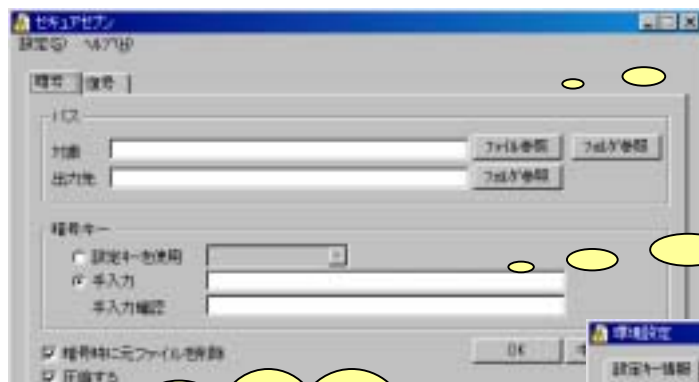 セキュアセブン
設定(S) ヘルプ(H)
暗号 復号
パス
対象 ファイル参照 フォルダ参照
出力先 フォルダ参照
暗号キー
設定キーを使用
手入力
手入力確認
暗号時に元ファイルを削除 OK
圧縮する
環境設定
設定キー情報